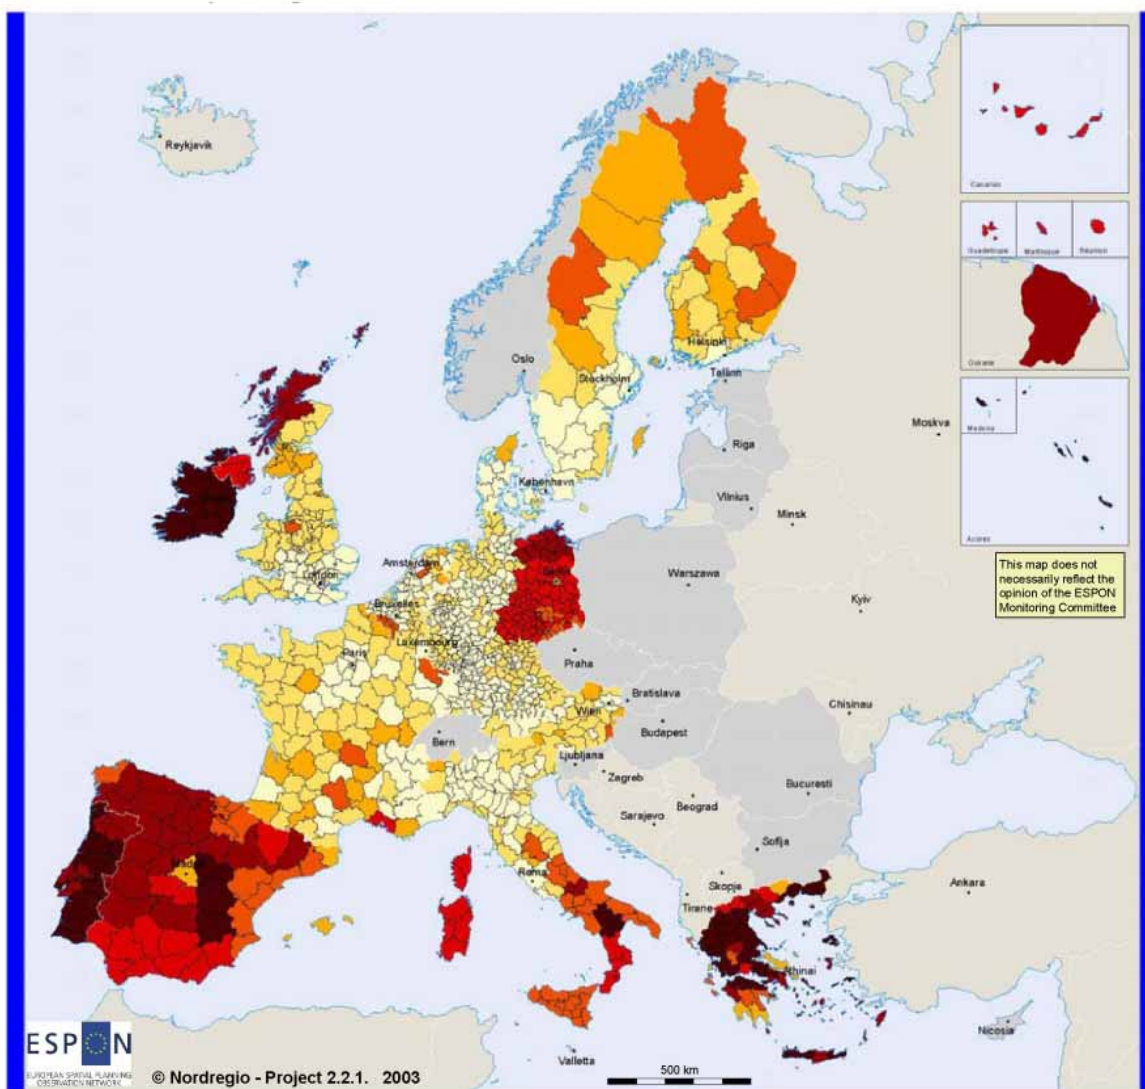 Reykjavik
Canarias
Guadeloupe
Martinique
Réunion
Guiane
Madeira
Acores
Oslo
Helsinki
Stockholm
Tallinn
Moskva
Riga
København
Vilnius
Minsk
This map does not
necessarily reflect the
opinion of the ESPON
Monitoring Committee
Amsterdam
London
Berlin
Warszawa
Bruxelles
Kyiv
Luxembourg
Paris
Praha
Wien
Bratislava
Chisinau
Budapest
Bern
Ljubljana
Zagreb
Bucuresti
Sarajevo
Beograd
Sofija
Madrid
Roma
Skopje
Tirane
Ankara
Athinai
Nicosia
Valletta
ESPON
EUROPEAN SPATIAL PLANNING
OBSERVATION NETWORK
© Nordregio - Project 2.2.1. 2003
500 km